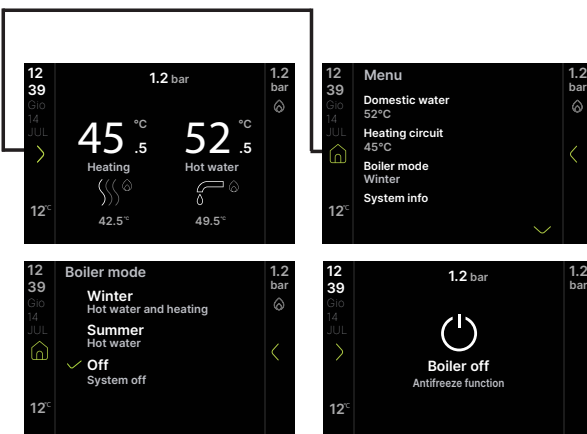 12
39
Gio
14
JUL
12°C
1.2 bar
45.5 °C
52.5 °C
Heating
Hot water
42.5°C
49.5°C
1.2
bar
12
39
Gio
14
JUL
12°C
Menu
Domestic water
52°C
Heating circuit
45°C
Boiler mode
Winter
System info
1.2
bar
12
39
Gio
14
JUL
12°C
Boiler mode
Winter
Hot water and heating
Summer
Hot water
Off
System off
1.2
bar
12
39
Gio
14
JUL
12°C
1.2 bar
Boiler off
Antifreeze function
1.2
bar